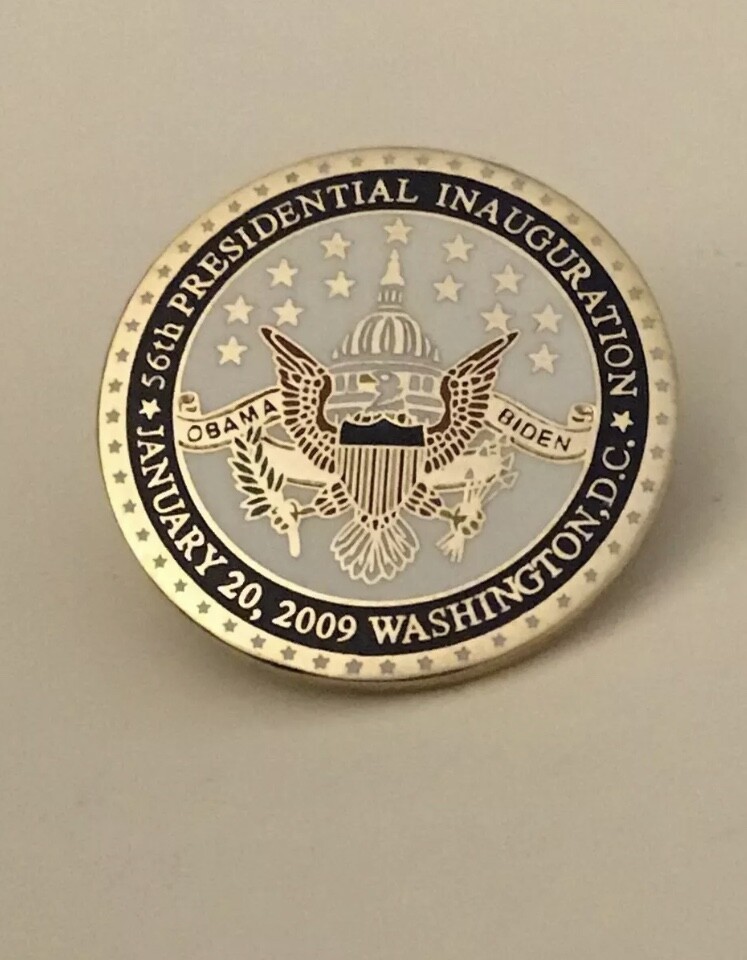 56th PRESIDENTIAL INAUGURATION
OBAMA
BIDEN
JANUARY 20, 2009 WASHINGTON, D.C.